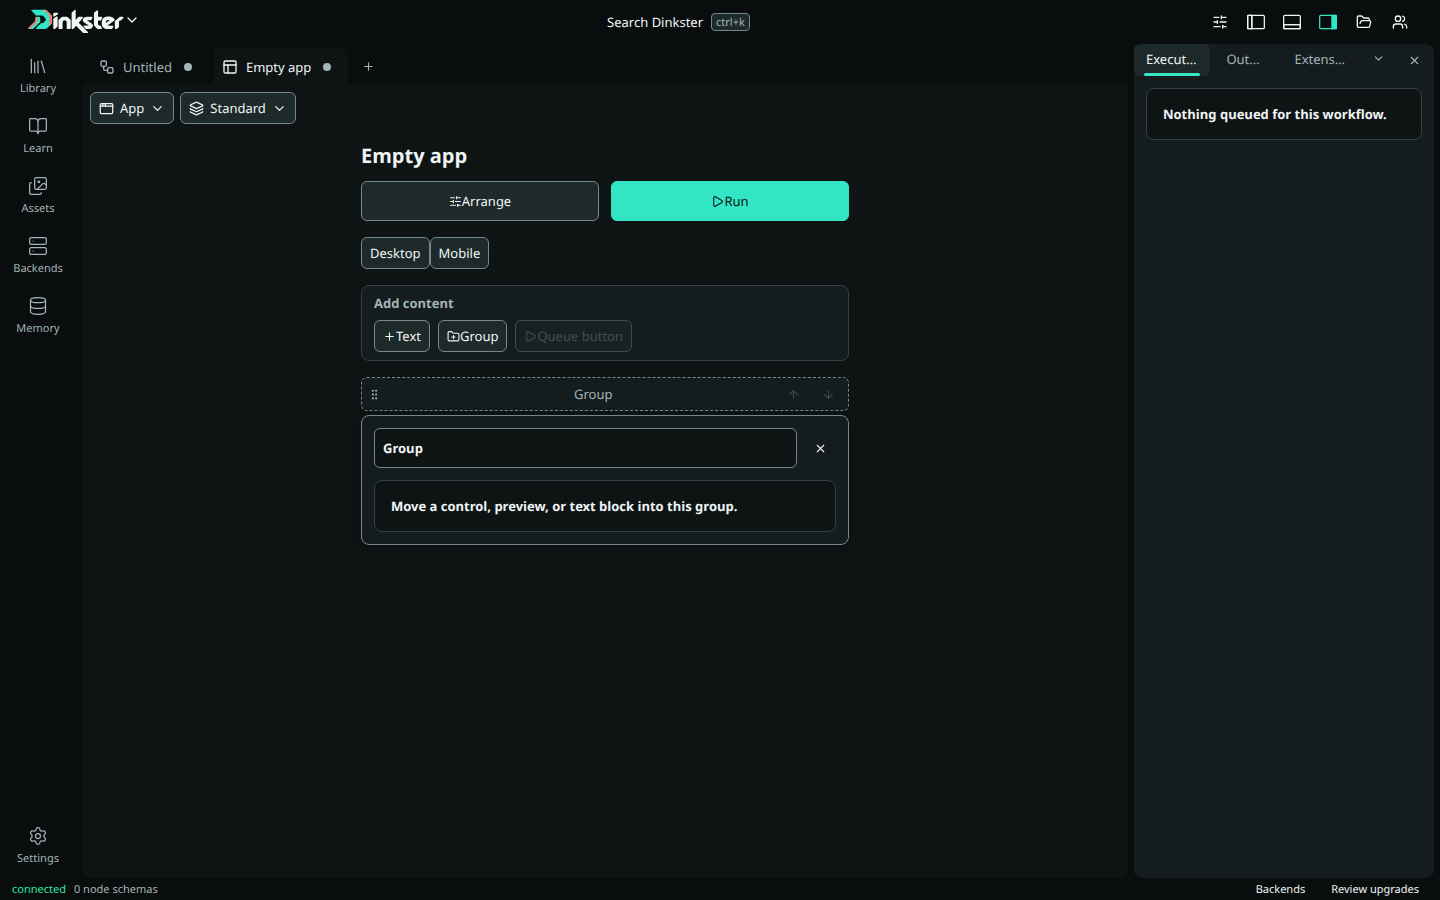 Dinkster
Search Dinkster ctrl+k
Library
Learn
Assets
Backends
Memory
Settings
Untitled
Empty app
App
Standard
Empty app
Arrange
Run
Desktop
Mobile
Add content
Text
Group
Queue button
Group
Group
Move a control, preview, or text block into this group.
Execut...
Out...
Extens...
Nothing queued for this workflow.
connected
0 node schemas
Backends
Review upgrades